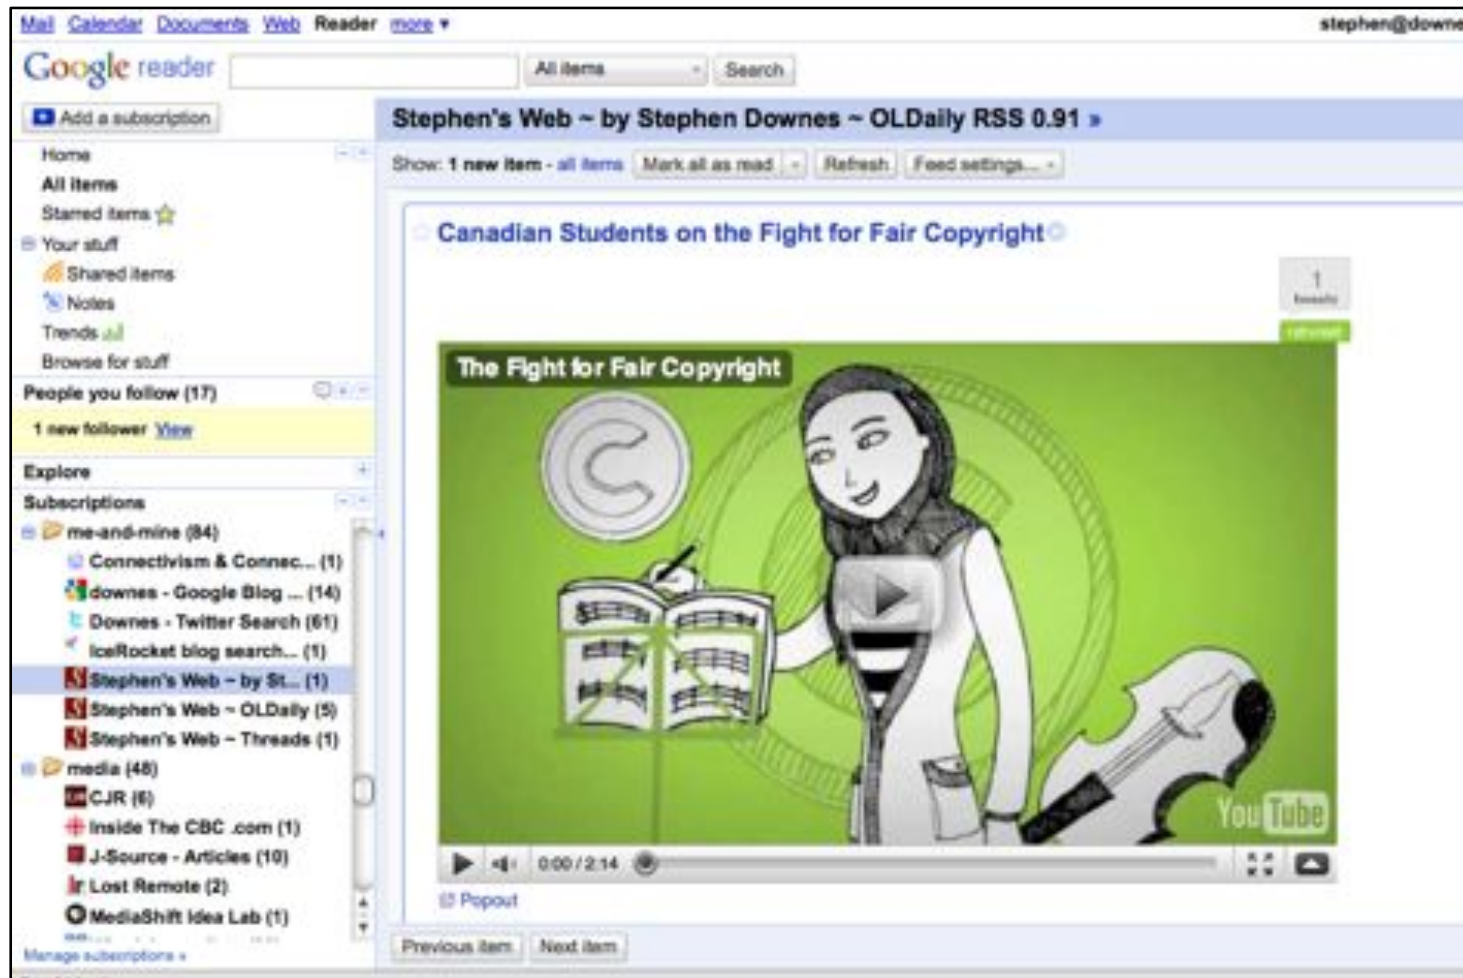 Mail Calendar Documents Web Reader more ▼
stephen@downe
Google reader
All items
Search
Add a subscription
Home
All items
Starred items
Your stuff
Shared items
Notes
Trends
Browse for stuff
People you follow (17)
1 new follower View
Explore
Subscriptions
me-and-mine (84)
Connectivism & Connec... (1)
downes - Google Blog ... (14)
Downes - Twitter Search (61)
IceRocket blog search... (1)
Stephen's Web ~ by St... (1)
Stephen's Web ~ OLDaily (5)
Stephen's Web ~ Threads (1)
media (48)
CJR (6)
Inside The CBC .com (1)
J-Source - Articles (10)
Lost Remote (2)
MediaShift Idea Lab (1)
Manage subscriptions »
Stephen's Web ~ by Stephen Downes ~ OLDaily RSS 0.91 »
Show: 1 new item - all items Mark all as read Refresh Feed settings...
Canadian Students on the Fight for Fair Copyright
1
tweets
retweet
The Fight for Fair Copyright
C
YouTube
0:00 / 2:14
Popout
Previous item Next item